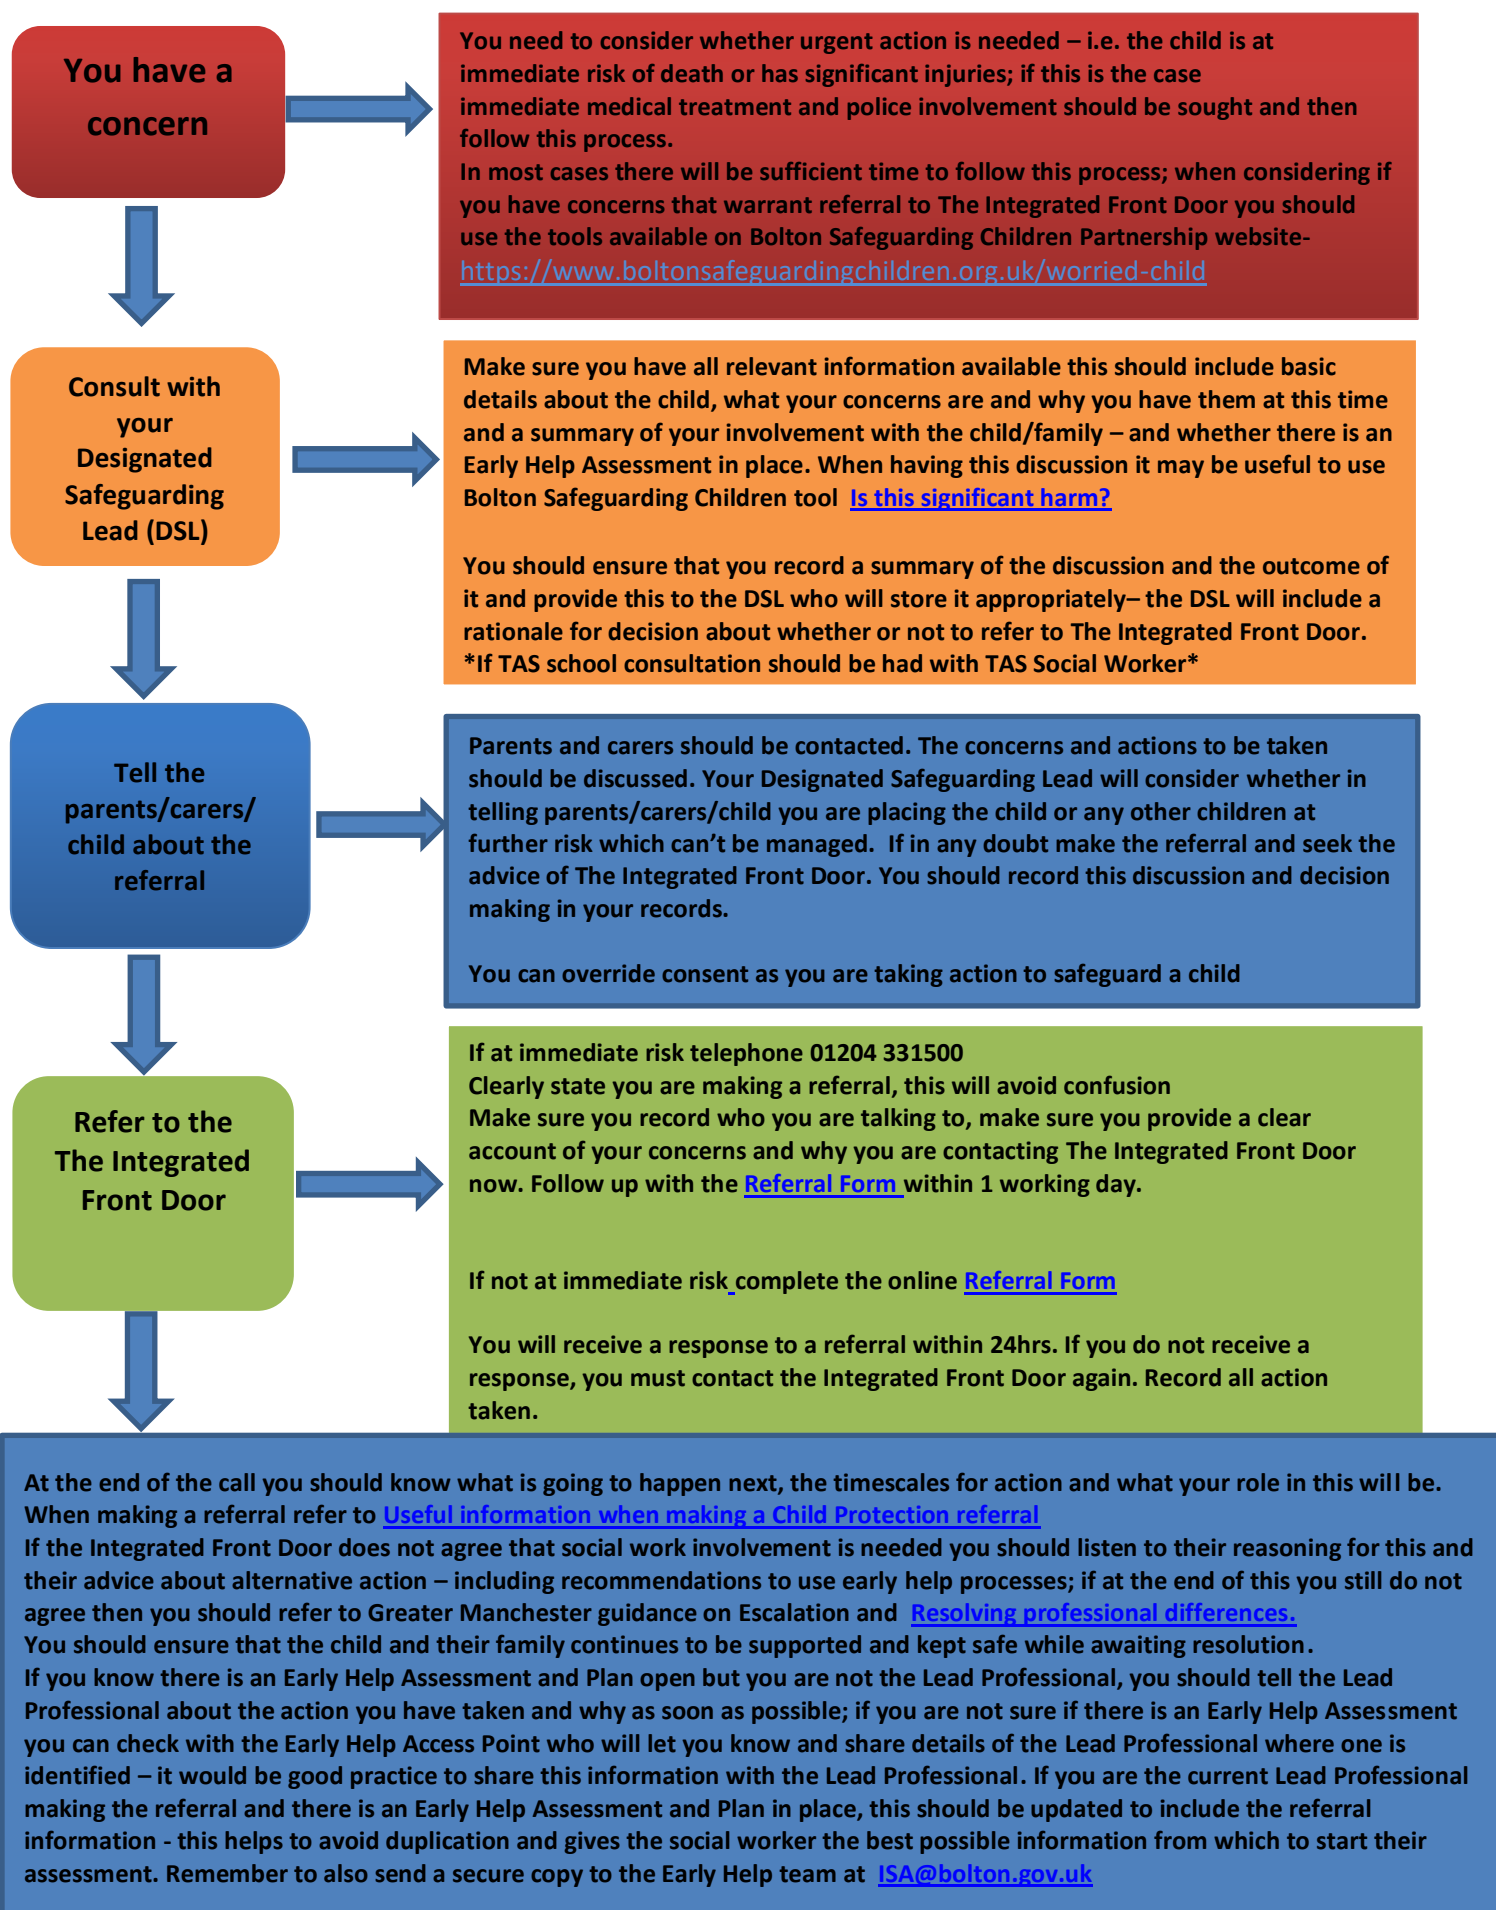 You have a
concern
You need to consider whether urgent action is needed – i.e. the child is at
immediate risk of death or has significant injuries; if this is the case
immediate medical treatment and police involvement should be sought and then
follow this process.
In most cases there will be sufficient time to follow this process; when considering if
you have concerns that warrant referral to The Integrated Front Door you should
use the tools available on Bolton Safeguarding Children Partnership website-
https://www.boltonsafeguardingchildren.org.uk/worried-child
Consult with
your
Designated
Safeguarding
Lead (DSL)
Make sure you have all relevant information available this should include basic
details about the child, what your concerns are and why you have them at this time
and a summary of your involvement with the child/family – and whether there is an
Early Help Assessment in place. When having this discussion it may be useful to use
Bolton Safeguarding Children tool  Is this significant harm?
You should ensure that you record a summary of the discussion and the outcome of
it and provide this to the DSL who will store it appropriately– the DSL will include a
rationale for decision about whether or not to refer to The Integrated Front Door.
*If TAS school consultation should be had with TAS Social Worker*
Tell the
parents/carers/
child about the
referral
Parents and carers should be contacted. The concerns and actions to be taken
should be discussed. Your Designated Safeguarding Lead will consider whether in
telling parents/carers/child you are placing the child or any other children at
further risk which can’t be managed.  If in any doubt make the referral and seek the
advice of The Integrated Front Door. You should record this discussion and decision
making in your records.
You can override consent as you are taking action to safeguard a child
Refer to the
The Integrated
Front Door
If at immediate risk telephone 01204 331500
Clearly state you are making a referral, this will avoid confusion
Make sure you record who you are talking to, make sure you provide a clear
account of your concerns and why you are contacting The Integrated Front Door
now. Follow up with the Referral Form within 1 working day.
If not at immediate risk complete the online Referral Form
You will receive a response to a referral within 24hrs. If you do not receive a
response, you must contact the Integrated Front Door again. Record all action
taken.
At the end of the call you should know what is going to happen next, the timescales for action and what your role in this will be.
When making a referral refer to Useful information when making a Child Protection referral
If the Integrated Front Door does not agree that social work involvement is needed you should listen to their reasoning for this and
their advice about alternative action – including recommendations to use early help processes; if at the end of this you still do not
agree then you should refer to Greater Manchester guidance on Escalation and  Resolving professional differences.
You should ensure that the child and their family continues to be supported and kept safe while awaiting resolution.
If you know there is an Early Help Assessment and Plan open but you are not the Lead Professional, you should tell the Lead
Professional about the action you have taken and why as soon as possible; if you are not sure if there is an Early Help Assessment
you can check with the Early Help Access Point who will let you know and share details of the Lead Professional where one is
identified – it would be good practice to share this information with the Lead Professional. If you are the current Lead Professional
making the referral and there is an Early Help Assessment and Plan in place, this should be updated to include the referral
information - this helps to avoid duplication and gives the social worker the best possible information from which to start their
assessment. Remember to also send a secure copy to the Early Help team at  ISA@bolton.gov.uk